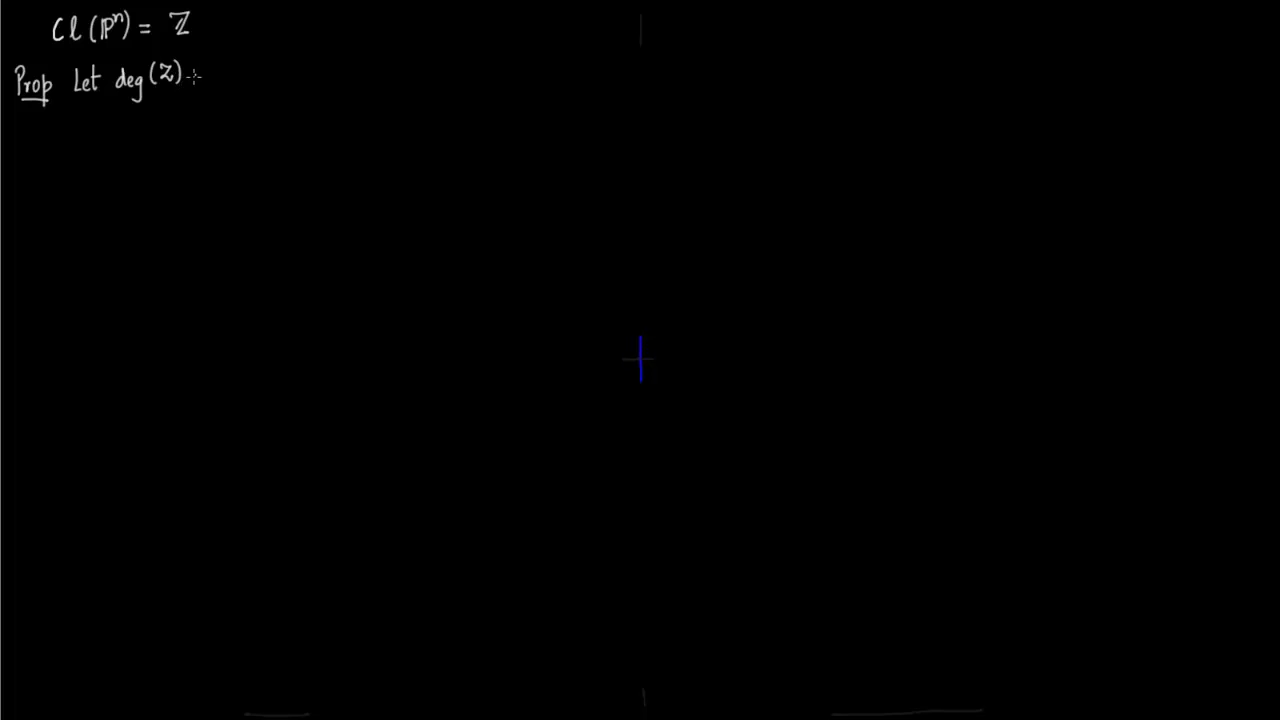 Cl(ℙⁿ) = ℤ
Prop Let deg(Z)